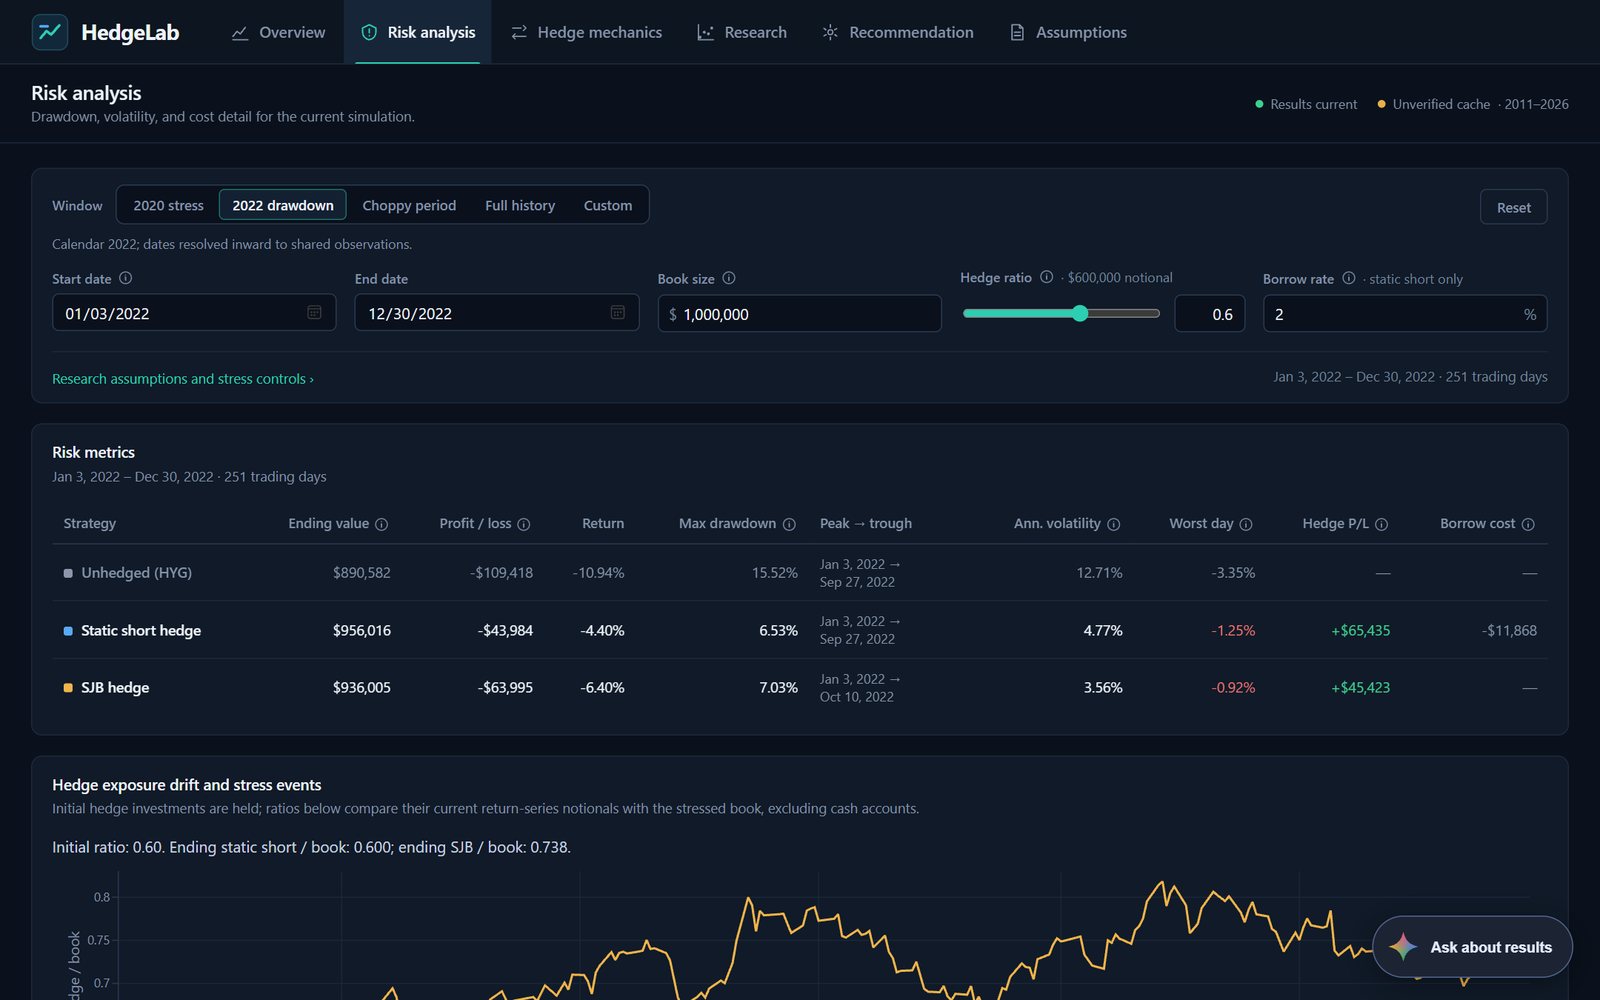 HedgeLab
Overview
Risk analysis
Hedge mechanics
Research
Recommendation
Assumptions
Risk analysis
Drawdown, volatility, and cost detail for the current simulation.
Results current
Unverified cache · 2011–2026
Window
2020 stress
2022 drawdown
Choppy period
Full history
Custom
Reset
Calendar 2022; dates resolved inward to shared observations.
Start date
End date
Book size
Hedge ratio · $600,000 notional
Borrow rate · static short only
01/03/2022
12/30/2022
$ 1,000,000
0.6
2 %
Research assumptions and stress controls ›
Jan 3, 2022 – Dec 30, 2022 · 251 trading days
Risk metrics
Jan 3, 2022 – Dec 30, 2022 · 251 trading days
Strategy Ending value Profit / loss Return Max drawdown Peak → trough Ann. volatility Worst day Hedge P/L Borrow cost
Unhedged (HYG) $890,582 -$109,418 -10.94% 15.52% Jan 3, 2022 → Sep 27, 2022 12.71% -3.35% — —
Static short hedge $956,016 -$43,984 -4.40% 6.53% Jan 3, 2022 → Sep 27, 2022 4.77% -1.25% +$65,435 -$11,868
SJB hedge $936,005 -$63,995 -6.40% 7.03% Jan 3, 2022 → Oct 10, 2022 3.56% -0.92% +$45,423 —
Hedge exposure drift and stress events
Initial hedge investments are held; ratios below compare their current return-series notionals with the stressed book, excluding cash accounts.
Initial ratio: 0.60. Ending static short / book: 0.600; ending SJB / book: 0.738.
0.8
0.75
0.7
/ book
Ask about results